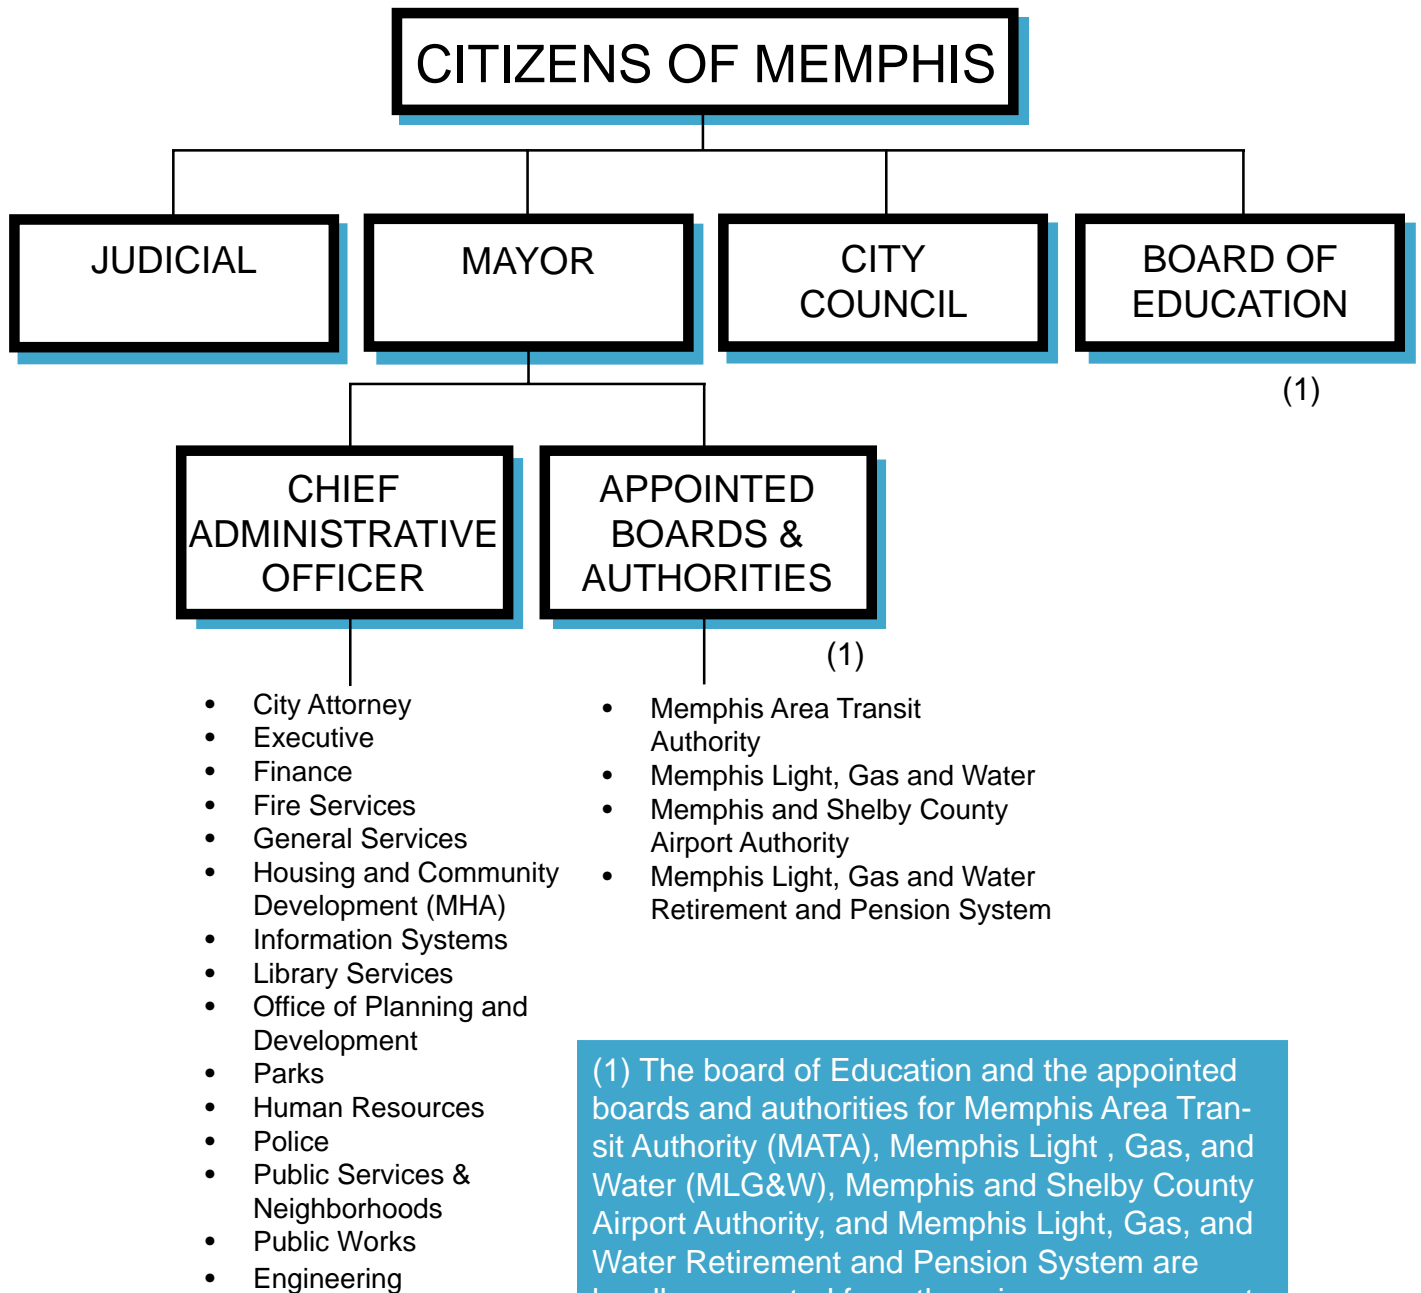 CITIZENS OF MEMPHIS
JUDICIAL
MAYOR
CITY
COUNCIL
BOARD OF
EDUCATION
(1)
CHIEF
ADMINISTRATIVE
OFFICER
APPOINTED
BOARDS &
AUTHORITIES
(1)
• City Attorney
• Executive
• Finance
• Fire Services
• General Services
• Housing and Community
Development (MHA)
• Information Systems
• Library Services
• Office of Planning and
Development
• Parks
• Human Resources
• Police
• Public Services &
Neighborhoods
• Public Works
• Engineering
• Memphis Area Transit
Authority
• Memphis Light, Gas and Water
• Memphis and Shelby County
Airport Authority
• Memphis Light, Gas and Water
Retirement and Pension System
(1) The board of Education and the appointed
boards and authorities for Memphis Area Tran-
sit Authority (MATA), Memphis Light , Gas, and
Water (MLG&W), Memphis and Shelby County
Airport Authority, and Memphis Light, Gas, and
Water Retirement and Pension System are